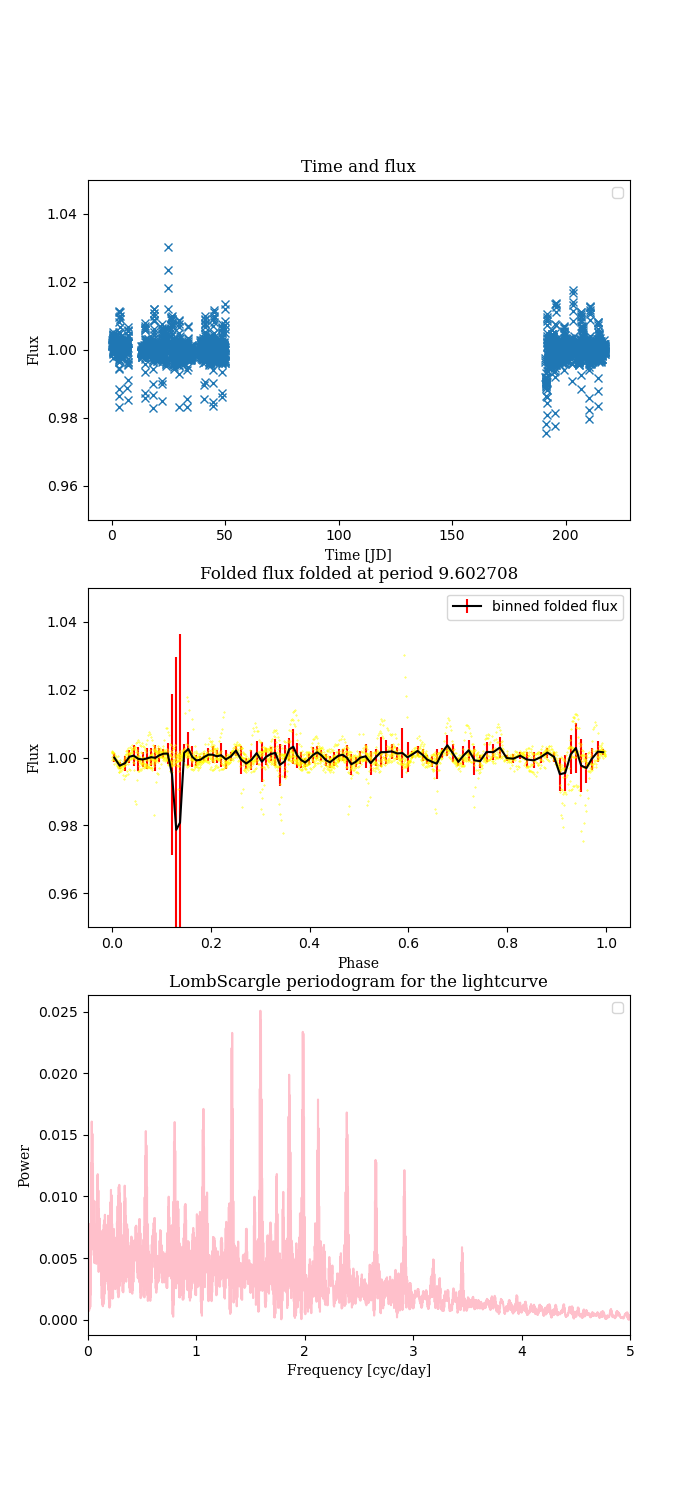 Time and flux
1.04
1.02
1.00
0.98
0.96
Flux
0 50 100 150 200
Time [JD]
Folded flux folded at period 9.602708
binned folded flux
1.04
1.02
1.00
0.98
0.96
Flux
0.0 0.2 0.4 0.6 0.8 1.0
Phase
LombScargle periodogram for the lightcurve
0.025
0.020
0.015
0.010
0.005
0.000
Power
0 1 2 3 4 5
Frequency [cyc/day]